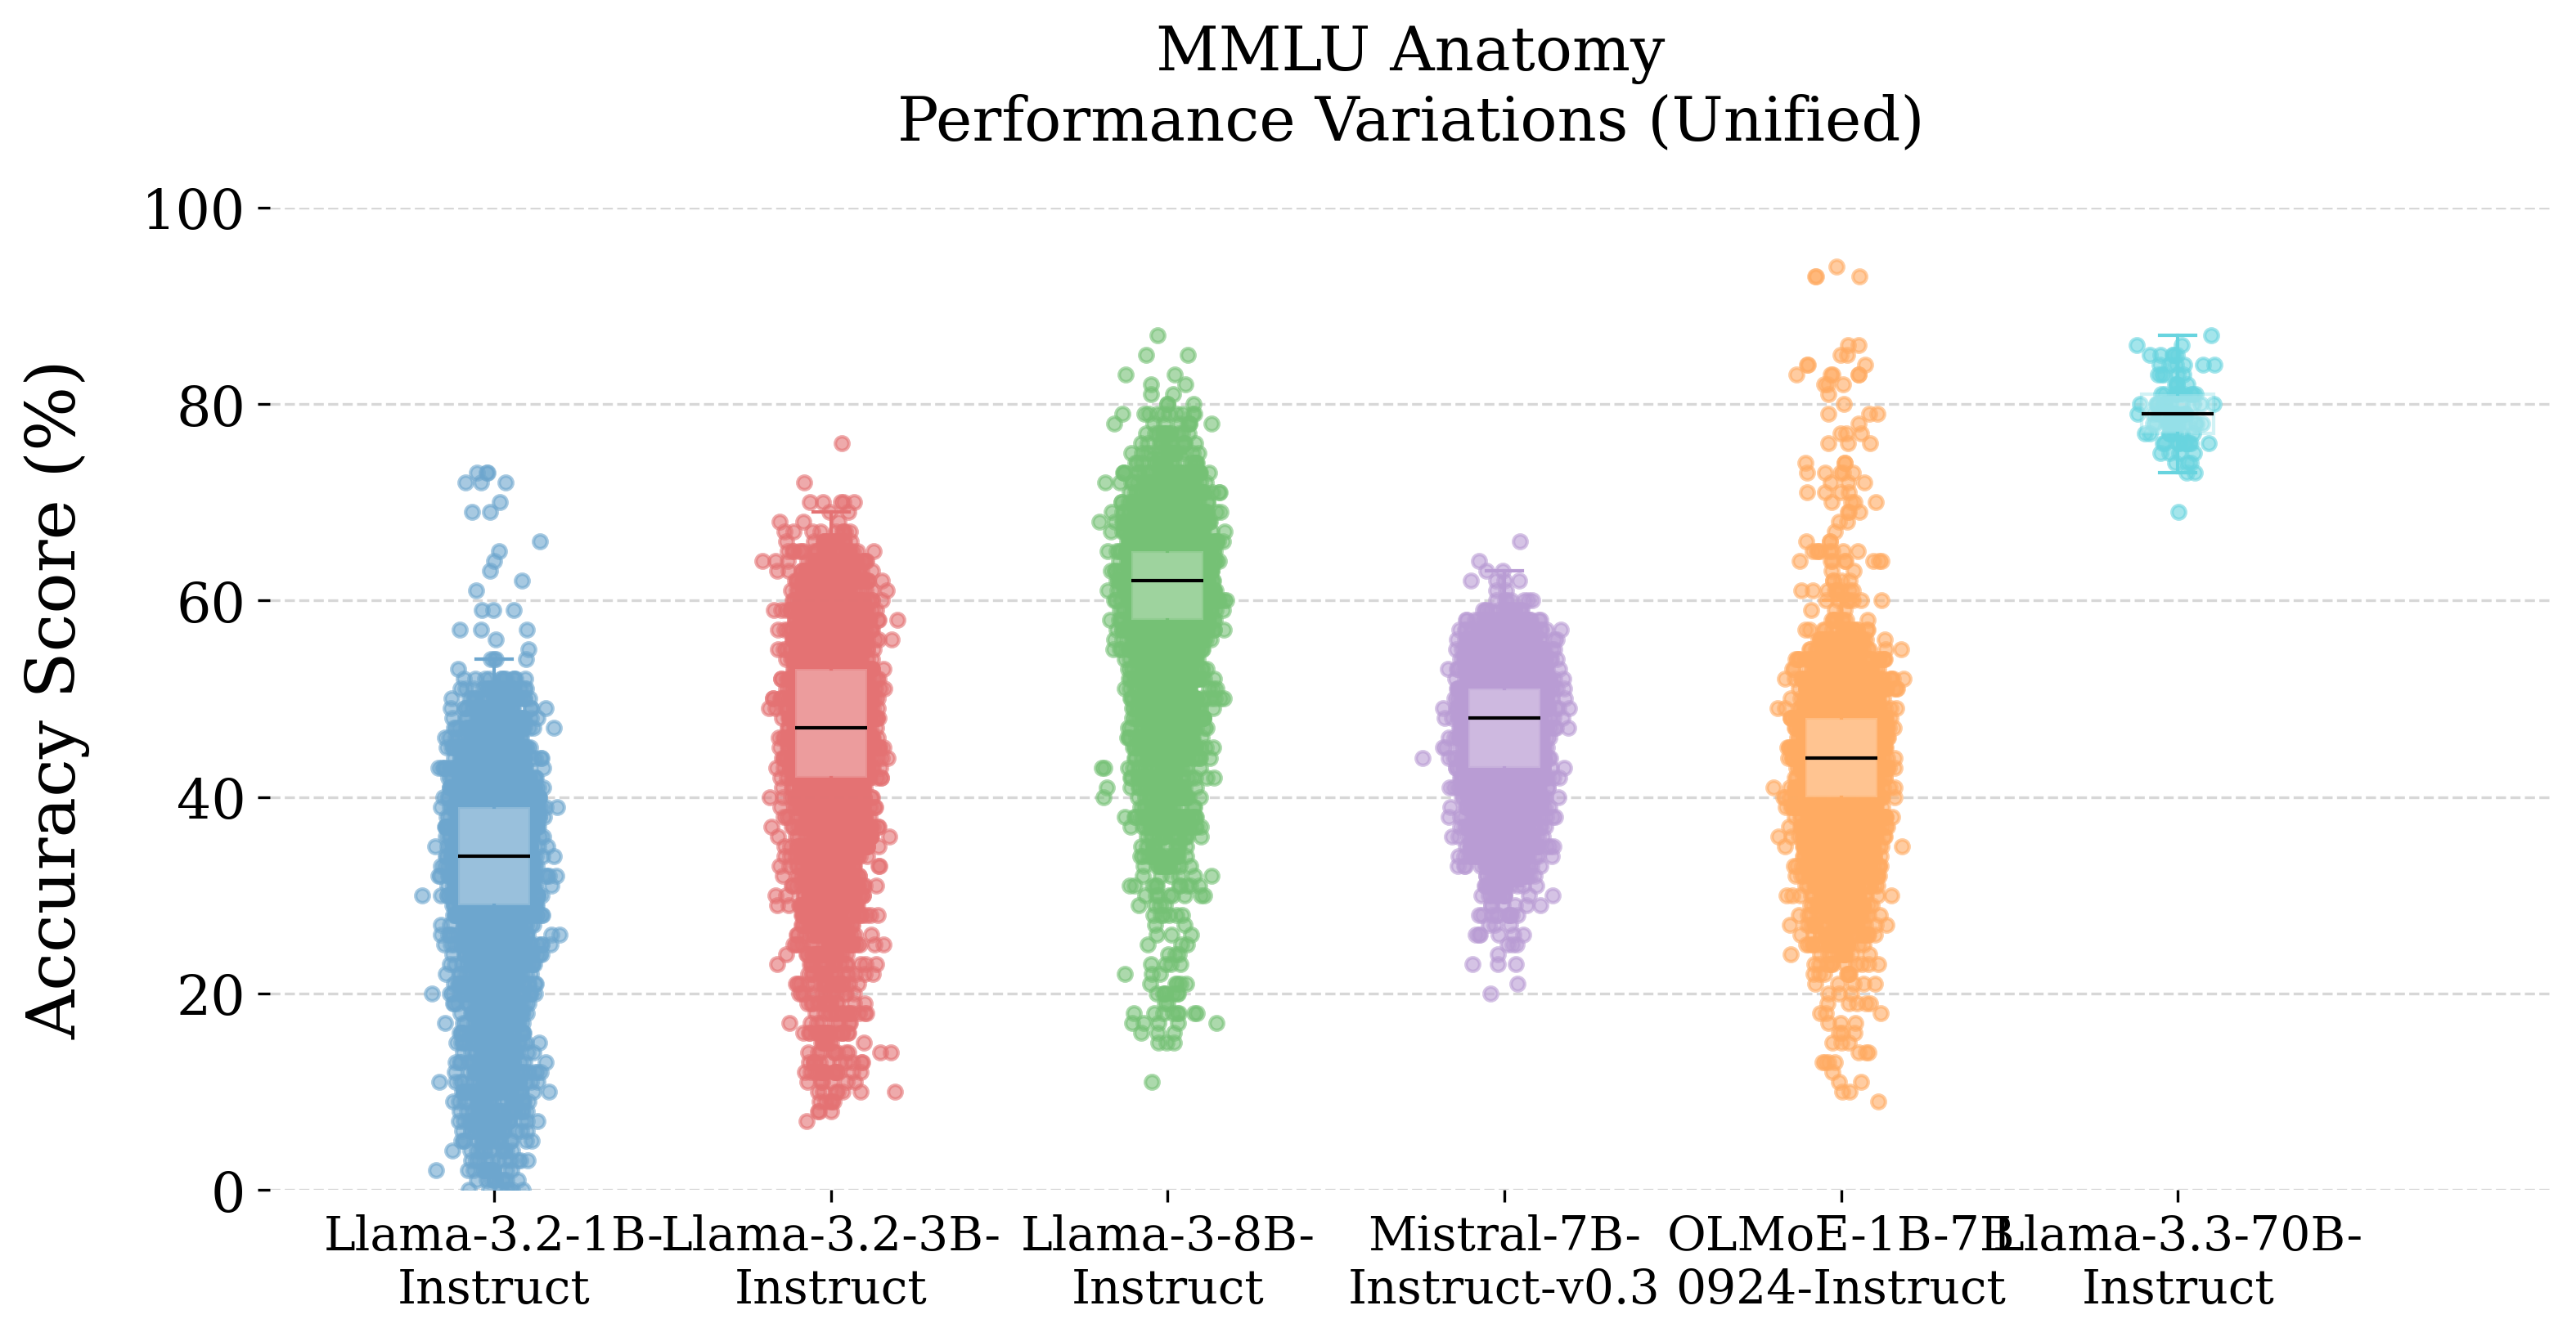 MMLU Anatomy
Performance Variations (Unified)
Accuracy Score (%)
100
80
60
40
20
0
Llama-3.2-1B-
Instruct
Llama-3.2-3B-
Instruct
Llama-3-8B-
Instruct
Mistral-7B-
Instruct-v0.3
OLMoE-1B-7B
0924-Instruct
Llama-3.3-70B-
Instruct